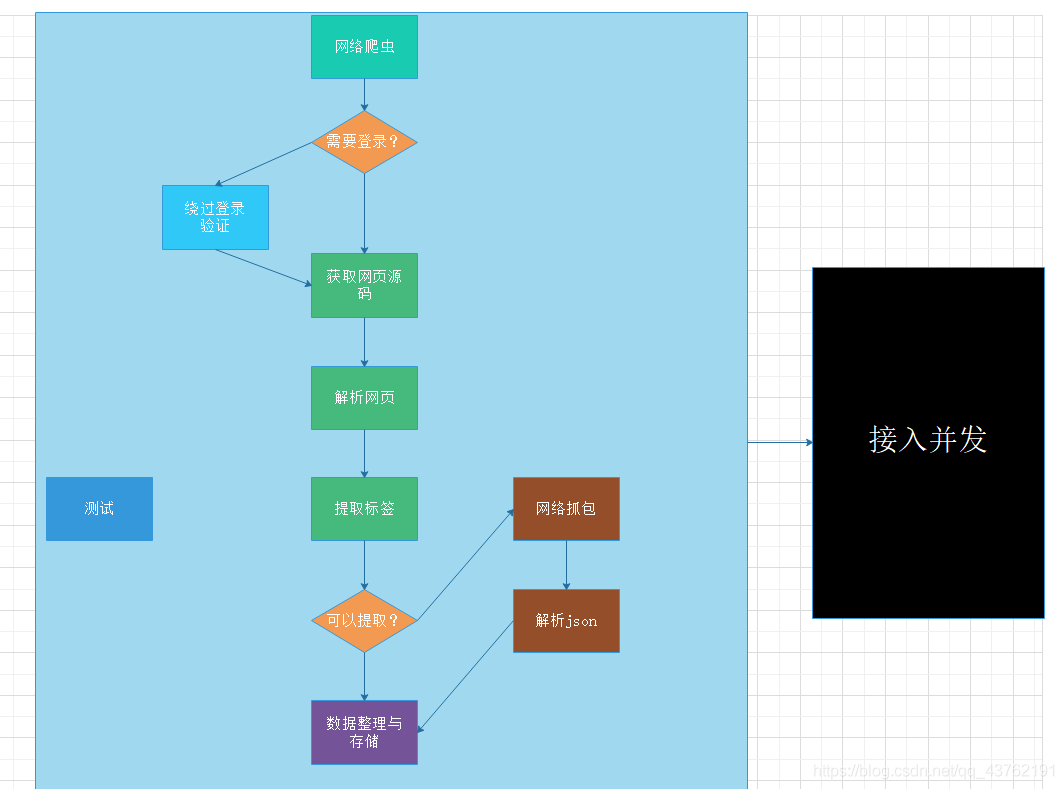 网络爬虫
需要登录？
绕过登录
验证
获取网页源
码
解析网页
接入并发
测试
提取标签
网络抓包
可以提取？
解析json
数据整理与
存储
https://blog.csdn.net/qq_43762191